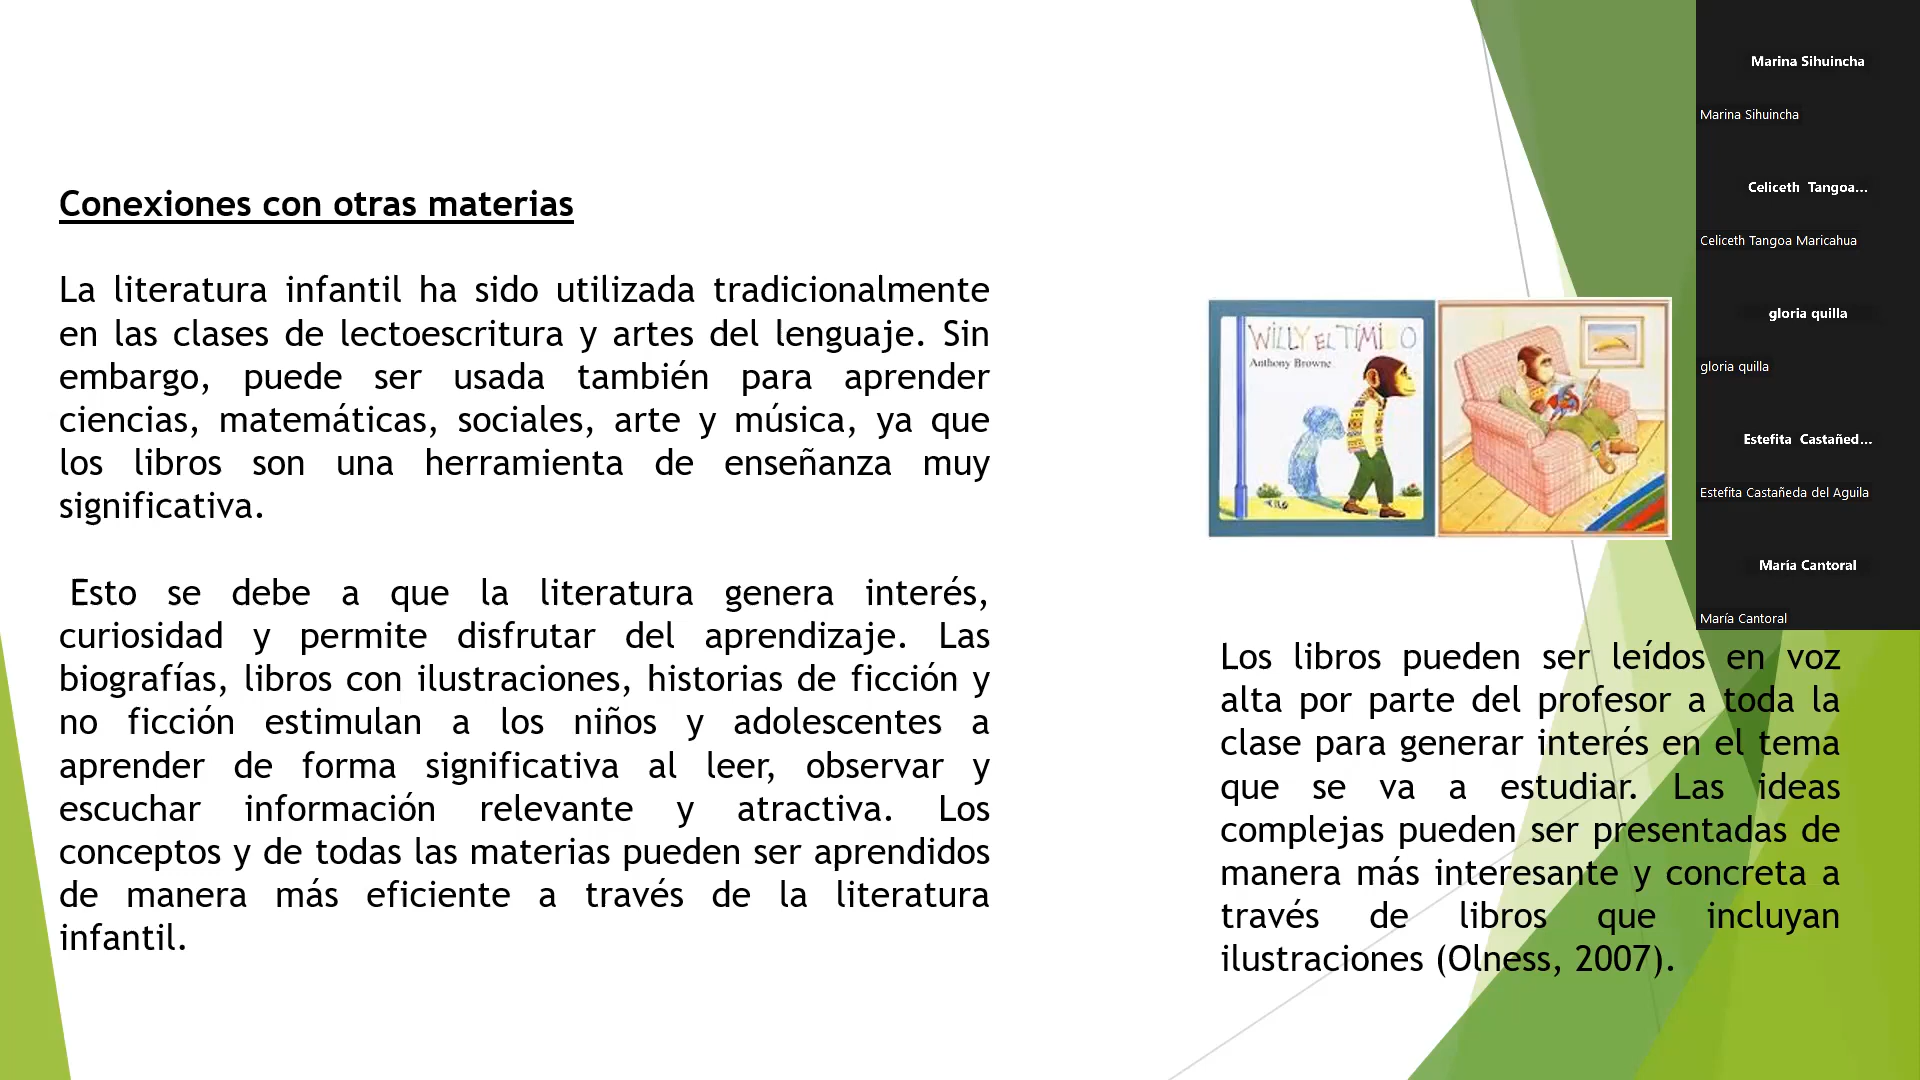 Conexiones con otras materias
La literatura infantil ha sido utilizada tradicionalmente
en las clases de lectoescritura y artes del lenguaje. Sin
embargo, puede ser usada también para aprender
ciencias, matemáticas, sociales, arte y música, ya que
los libros son una herramienta de enseñanza muy
significativa.
Esto se debe a que la literatura genera interés,
curiosidad y permite disfrutar del aprendizaje. Las
biografías, libros con ilustraciones, historias de ficción y
no ficción estimulan a los niños y adolescentes a
aprender de forma significativa al leer, observar y
escuchar información relevante y atractiva. Los
conceptos y de todas las materias pueden ser aprendidos
de manera más eficiente a través de la literatura
infantil.
WILLY EL TÍMIDO
Anthony Browne
Los libros pueden ser leídos en voz
alta por parte del profesor a toda la
clase para generar interés en el tema
que se va a estudiar. Las ideas
complejas pueden ser presentadas de
manera más interesante y concreta a
través de libros que incluyan
ilustraciones (Olness, 2007).
Marina Sihuincha
Marina Sihuincha
Celiceth Tangoa...
Celiceth Tangoa Maricahua
gloria quilla
gloria quilla
Estefita Castañed...
Estefita Castañeda del Aguila
María Cantoral
María Cantoral